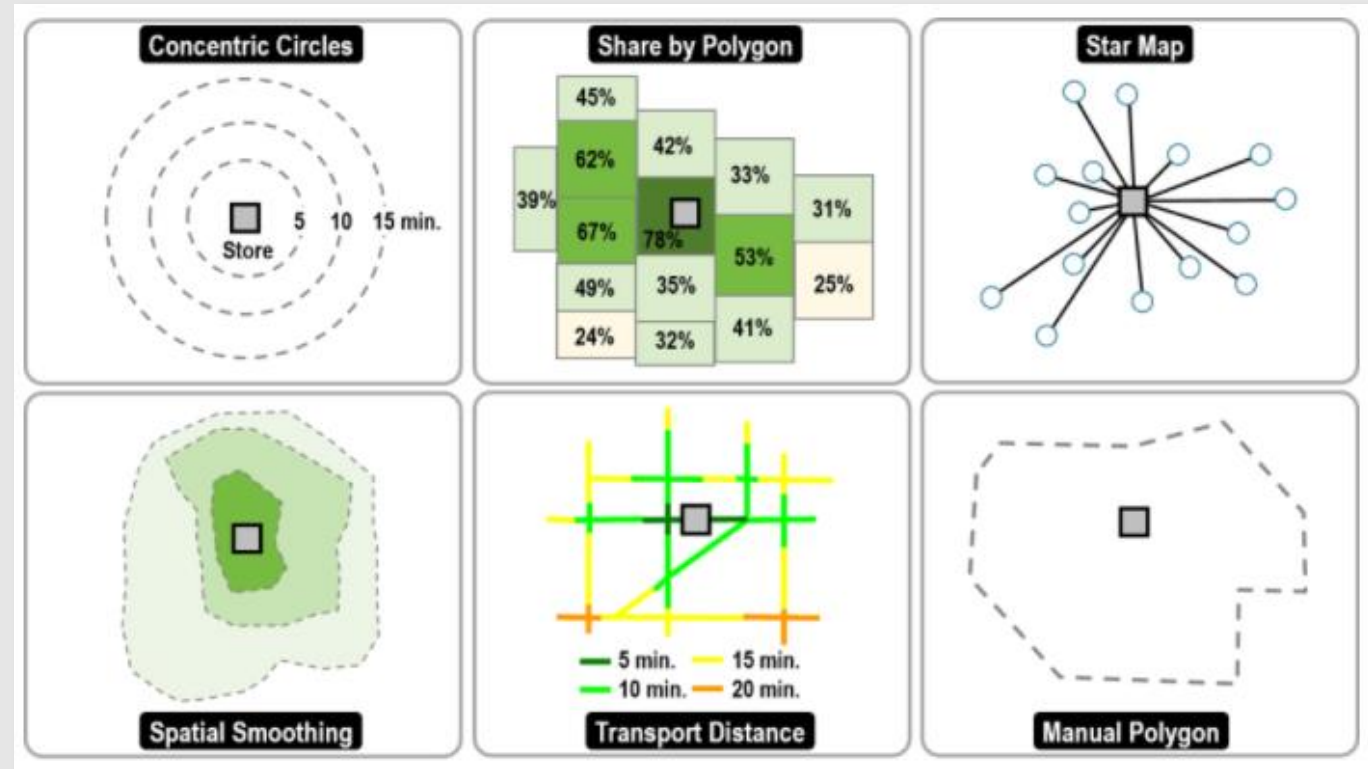 Concentric Circles
5 10 15 min.
Store
Share by Polygon
45%
62%
42%
33%
39%
31%
67%
78%
53%
49%
35%
25%
24%
32%
41%
Star Map
Spatial Smoothing
5 min.
15 min.
10 min.
20 min.
Transport Distance
Manual Polygon